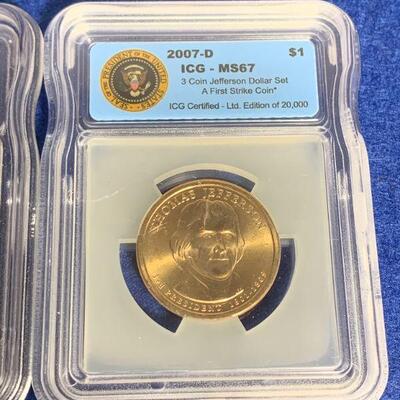 2007-D $1
ICG - MS67
3 Coin Jefferson Dollar Set
A First Strike Coin*
ICG Certified - Ltd. Edition of 20,000
THOMAS JEFFERSON
3RD PRESIDENT 1801-1809